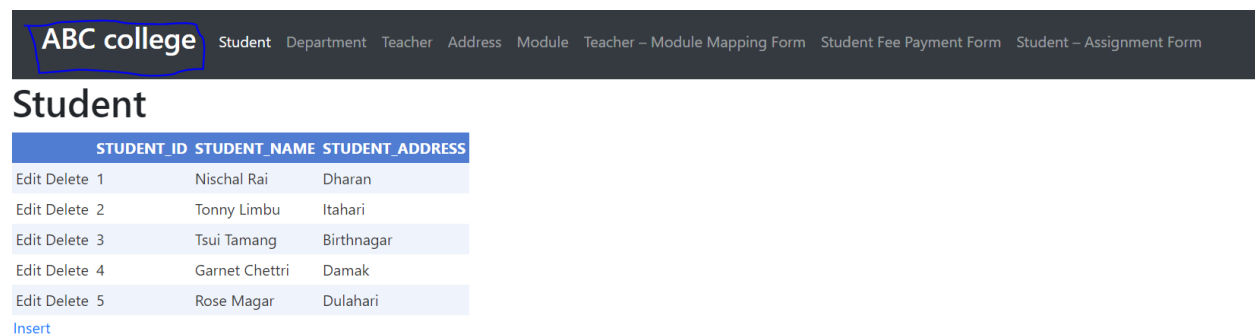 ABC college Student Department Teacher Address Module Teacher – Module Mapping Form Student Fee Payment Form Student – Assignment Form
Student
STUDENT_ID STUDENT_NAME STUDENT_ADDRESS
Edit Delete 1 Nischal Rai Dharan
Edit Delete 2 Tonny Limbu Itahari
Edit Delete 3 Tsui Tamang Birthnagar
Edit Delete 4 Garnet Chettri Damak
Edit Delete 5 Rose Magar Dulahari
Insert